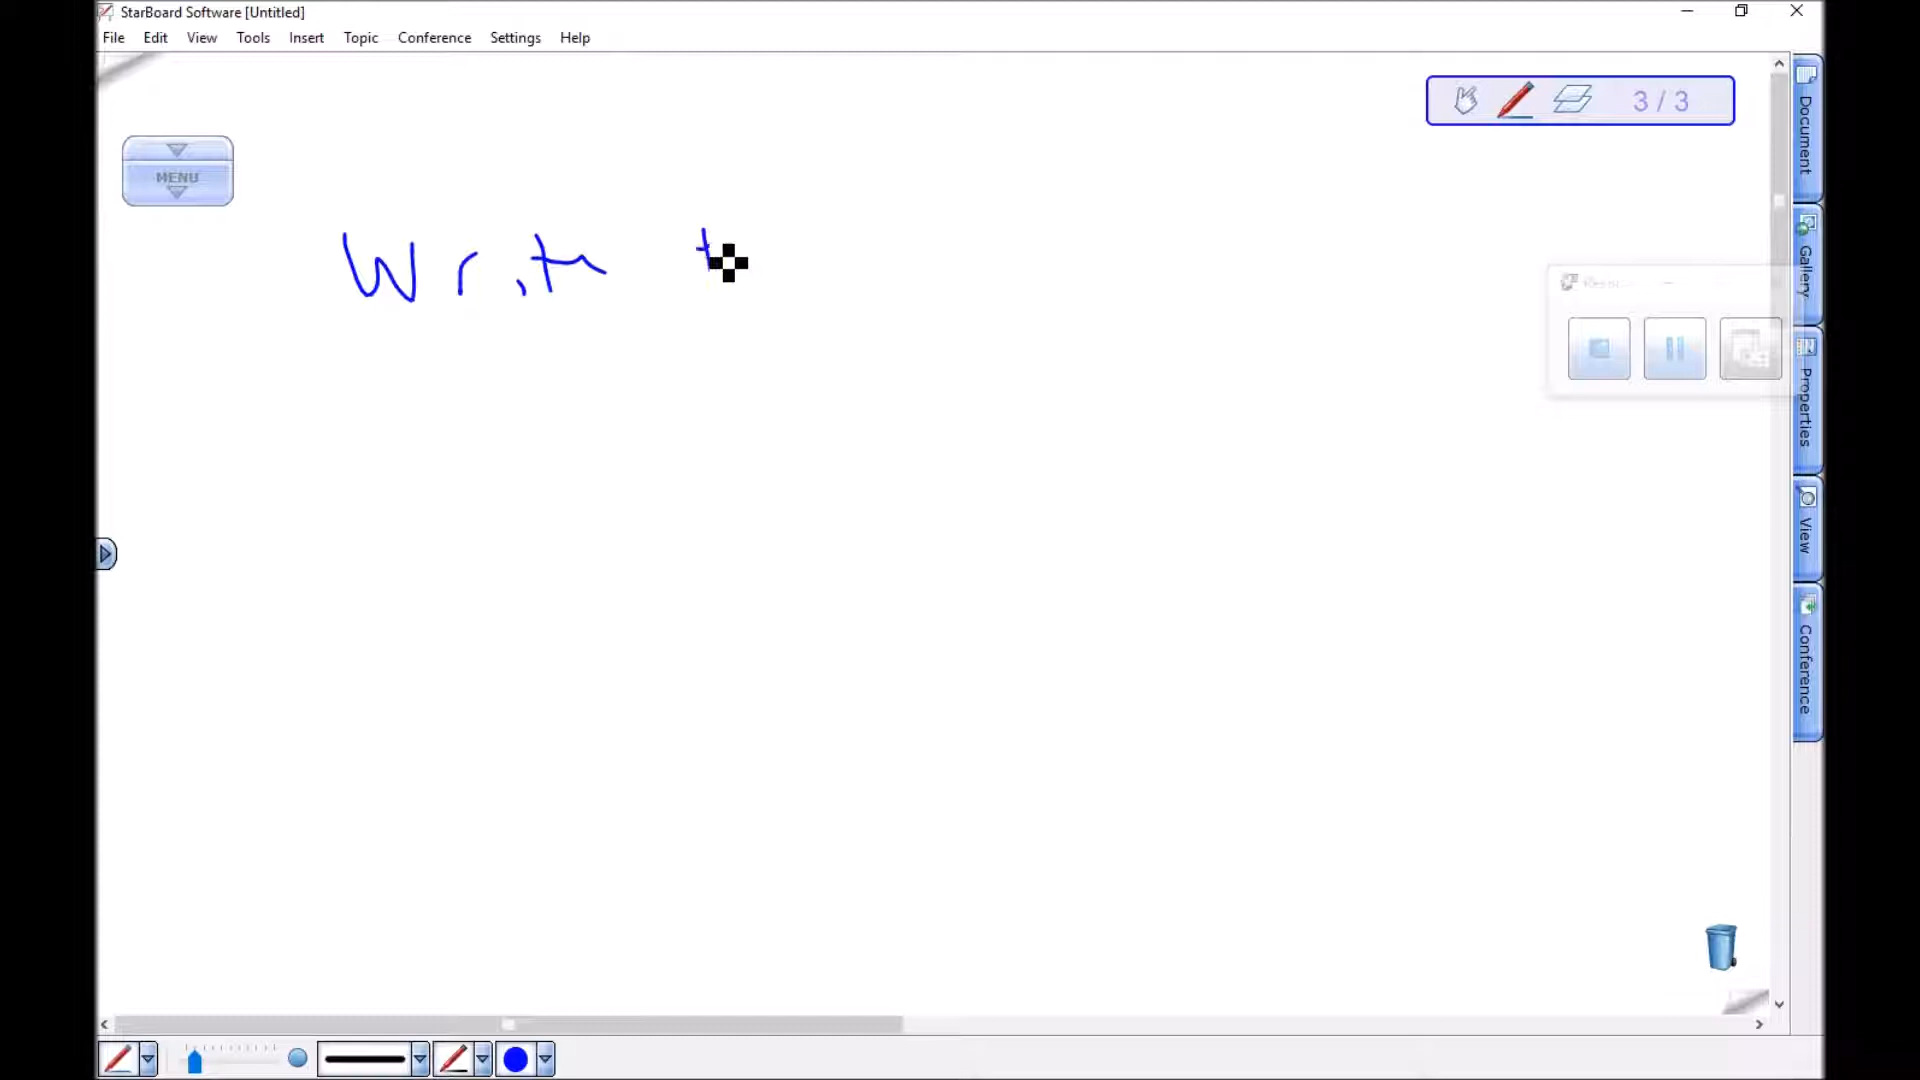 StarBoard Software [Untitled]
File Edit View Tools Insert Topic Conference Settings Help
3 / 3
MENU
Write t
Document
Gallery
Properties
View
Conference